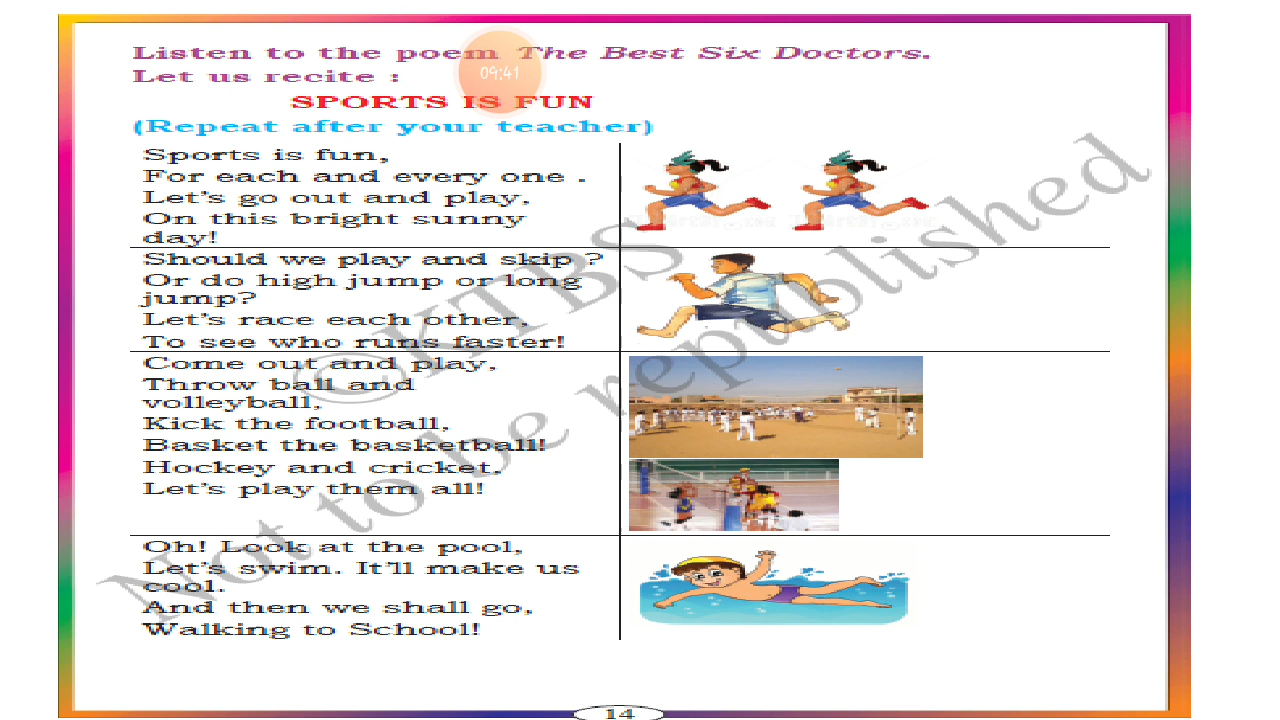 Listen to the poem The Best Six Doctors.
Let us recite :
09:41
SPORTS IS FUN
(Repeat after your teacher)
Sports is fun,
For each and every one .
Let's go out and play,
On this bright sunny
day!
Should we play and skip ?
Or do high jump or long
jump?
Let's race each other,
To see who runs faster!
Come out and play,
Throw ball and
volleyball,
Kick the football,
Basket the basketball!
Hockey and cricket,
Let's play them all!
Oh! Look at the pool,
Let's swim. It'll make us
cool.
And then we shall go,
Walking to School!
©KTBS
Not to be republished
14